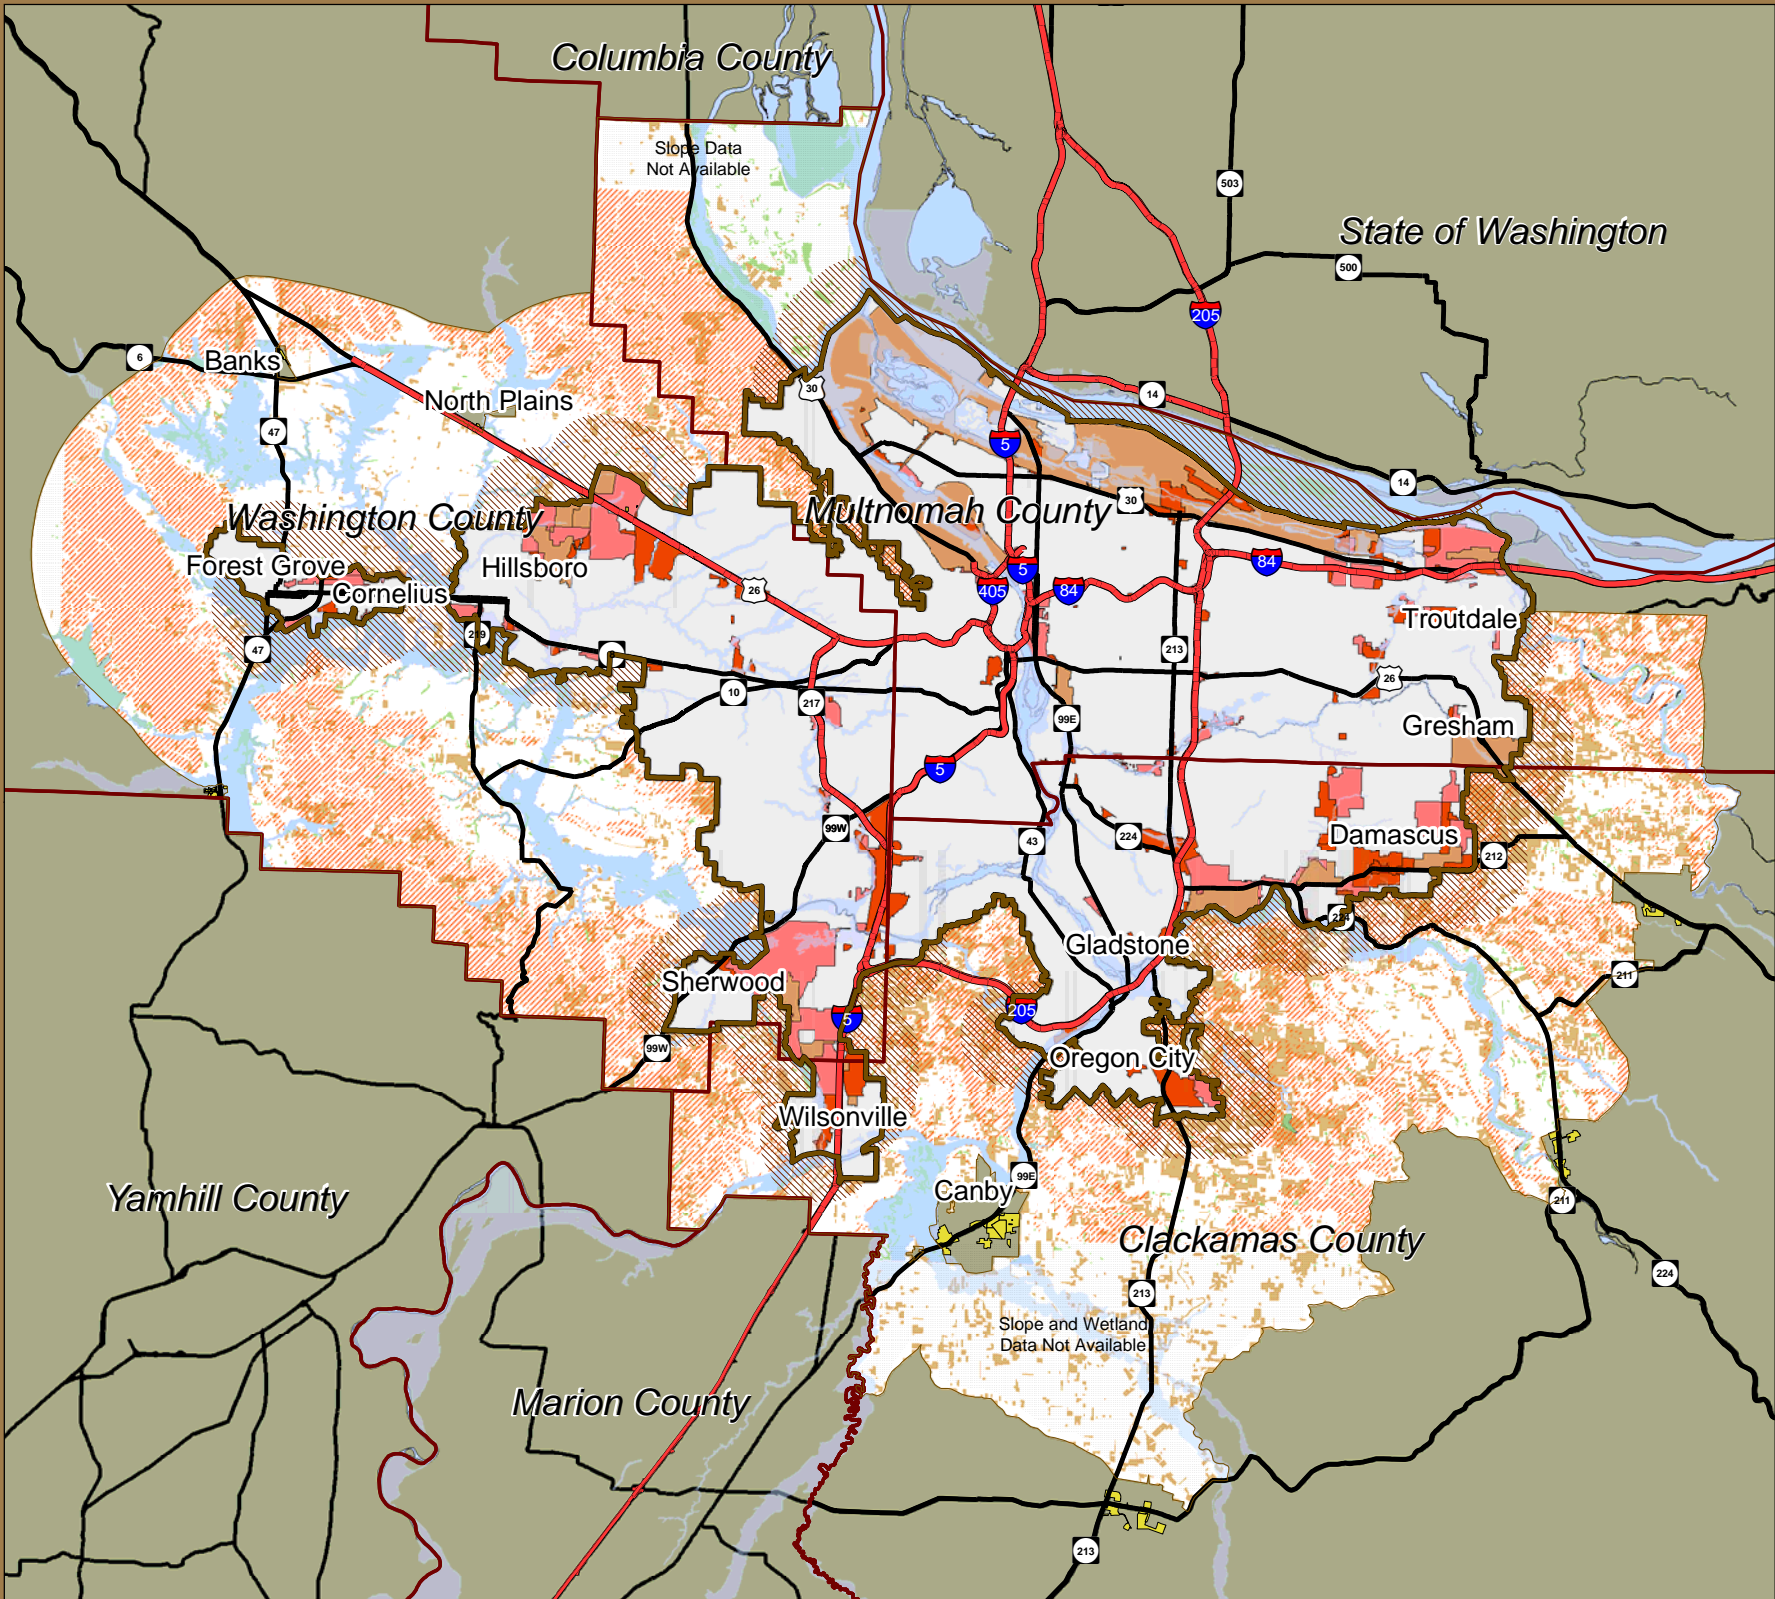 Columbia County
Slope Data
Not Available
503
State of Washington
500
205
6
Banks
30
14
North Plains
47
5
14
30
Washington County
Multnomah County
Forest Grove
Hillsboro
5
84
Cornelius
26
405
84
Troutdale
219
47
213
26
10
217
99E
Gresham
5
99W
43
224
Damascus
212
224
Gladstone
211
Sherwood
205
5
99W
Oregon City
Wilsonville
99E
Canby
Yamhill County
211
Clackamas County
224
213
Slope and Wetland
Data Not Available
Marion County
213